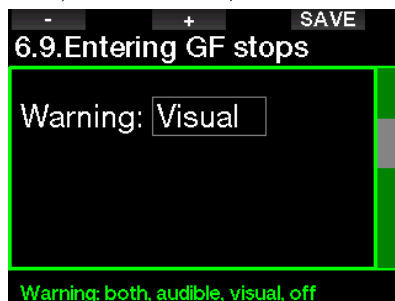 - + SAVE
6.9.Entering GF stops
Warning: Visual
Warning: both, audible, visual, off